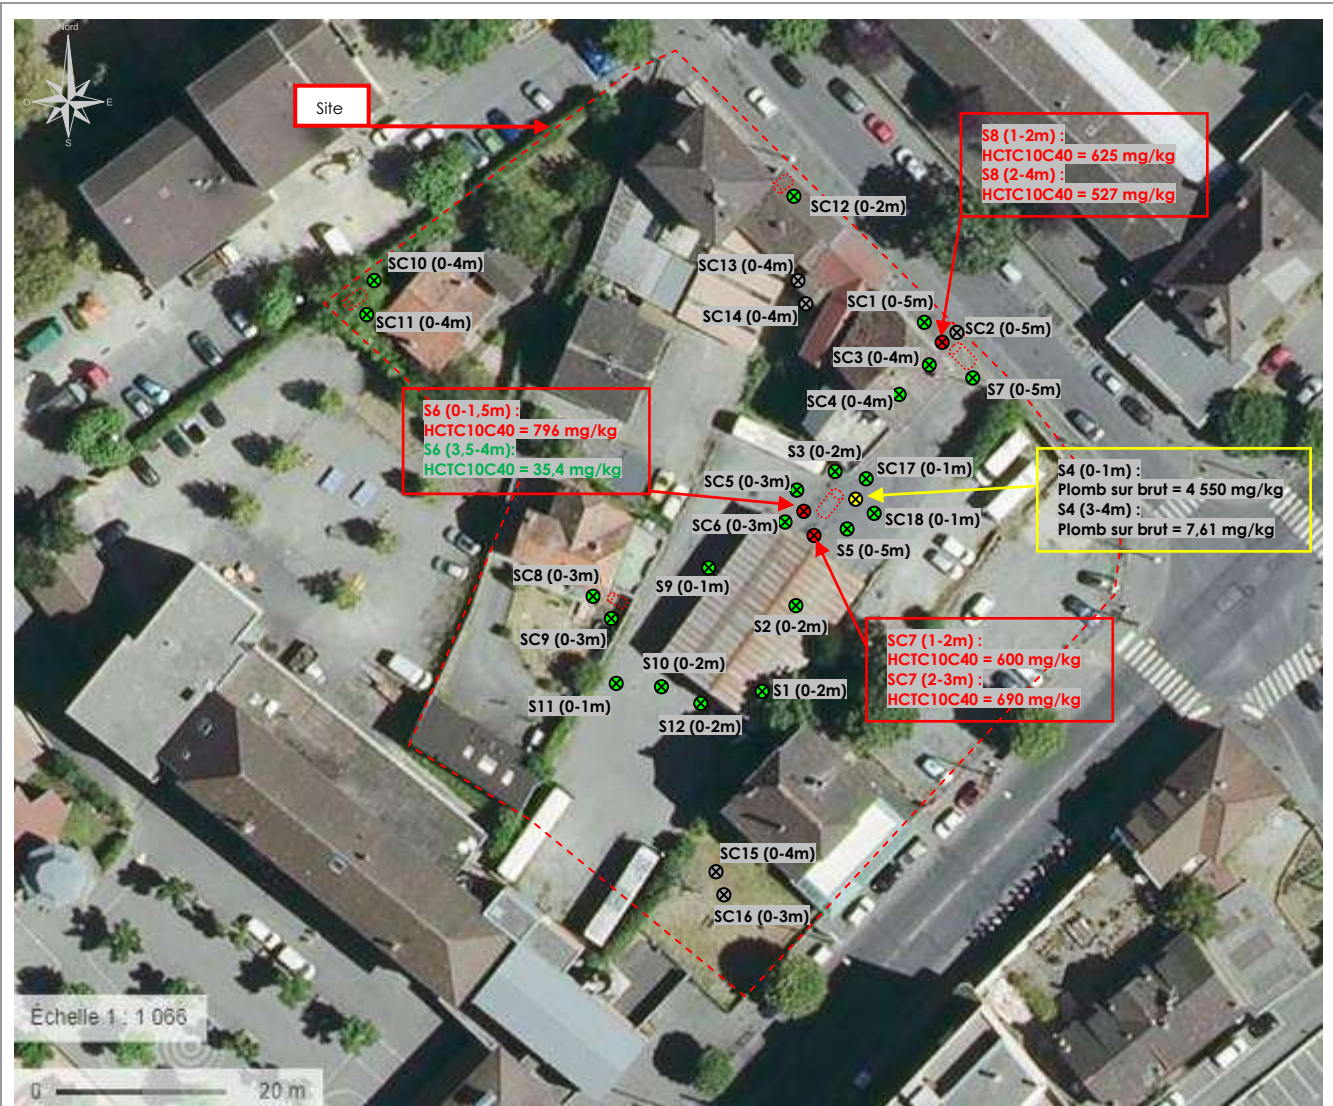 Nord
O
E
S
Site
S8 (1-2m) :
HCTC10C40 = 625 mg/kg
S8 (2-4m) :
HCTC10C40 = 527 mg/kg
SC12 (0-2m)
SC10 (0-4m)
SC13 (0-4m)
SC11 (0-4m)
SC14 (0-4m)
SC1 (0-5m)
SC2 (0-5m)
SC3 (0-4m)
S7 (0-5m)
SC4 (0-4m)
S6 (0-1,5m) :
HCTC10C40 = 796 mg/kg
S6 (3,5-4m):
HCTC10C40 = 35,4 mg/kg
S3 (0-2m)
SC17 (0-1m)
SC5 (0-3m)
S4 (0-1m) :
Plomb sur brut = 4 550 mg/kg
S4 (3-4m) :
Plomb sur brut = 7,61 mg/kg
SC6 (0-3m)
SC18 (0-1m)
S5 (0-5m)
SC8 (0-3m)
S9 (0-1m)
SC9 (0-3m)
S2 (0-2m)
SC7 (1-2m) :
HCTC10C40 = 600 mg/kg
SC7 (2-3m) :
HCTC10C40 = 690 mg/kg
S10 (0-2m)
S11 (0-1m)
S1 (0-2m)
S12 (0-2m)
SC15 (0-4m)
SC16 (0-3m)
Échelle 1 : 1 066
0 20 m